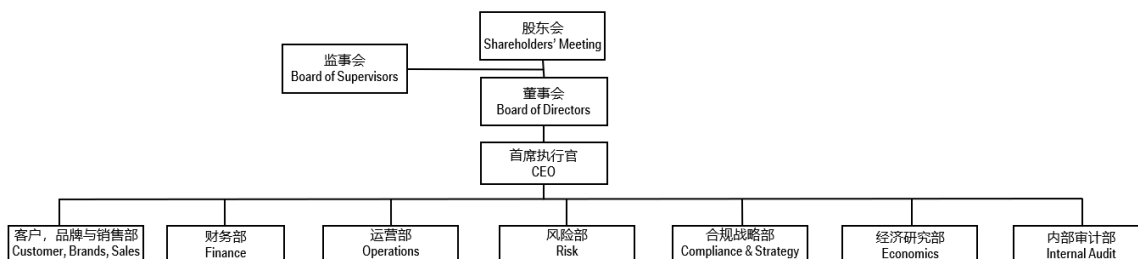 股东会
Shareholders' Meeting
监事会
Board of Supervisors
董事会
Board of Directors
首席执行官
CEO
客户，品牌与销售部
Customer, Brands, Sales
财务部
Finance
运营部
Operations
风险部
Risk
合规战略部
Compliance & Strategy
经济研究部
Economics
内部审计部
Internal Audit